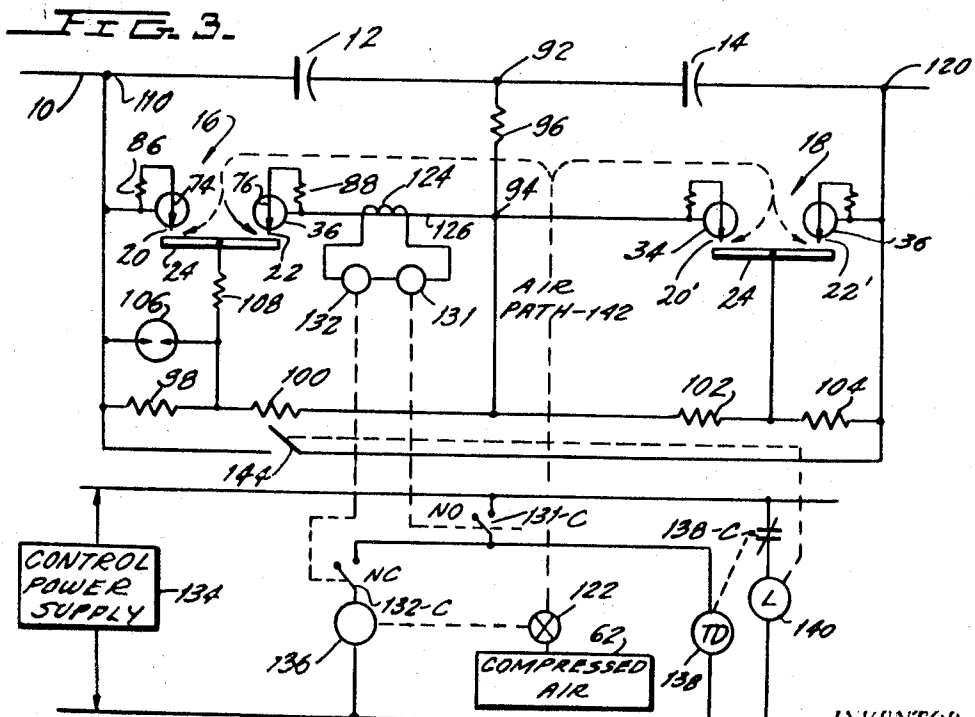 FIG. 3.
12
92
14
120
10
110
96
16
18
86
74
76
88
124
94
126
36
34
36
20
24
22
20'
24
22'
108
132
131
AIR
PATH-142
106
98
100
102
104
144
NO
131-C
138-C
NC
132-C
CONTROL
POWER
SUPPLY
134
136
122
62
COMPRESSED
AIR
TD
138
L
140
INVENTOR